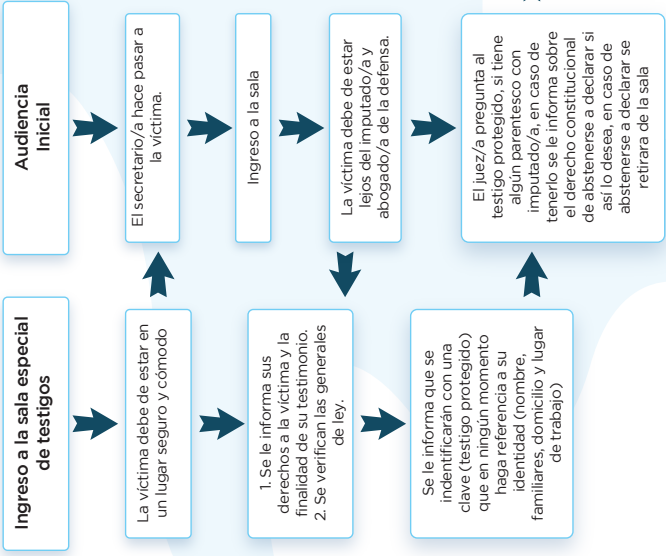 Ingreso a la sala especial
de testigos
La víctima debe de estar en
un lugar seguro y cómodo
1. Se le informa sus
derechos a la víctima y la
finalidad de su testimonio.
2. Se verifican las generales
de ley.
Se le informa que se
indentificarán con una
clave (testigo protegido)
que en ningún momento
haga referencia a su
identidad (nombre,
familiares, domicilio y lugar
de trabajo)
Audiencia
Inicial
El secretario/a hace pasar a
la víctima.
Ingreso a la sala
La víctima debe de estar
lejos del imputado/a y
abogado/a de la defensa.
El juez/a pregunta al
testigo protegido, si tiene
algún parentesco con
imputado/a, en caso de
tenerlo se le informa sobre
el derecho constitucional
de abstenerse a declarar si
así lo desea, en caso de
abstenerse a declarar se
retirara de la sala